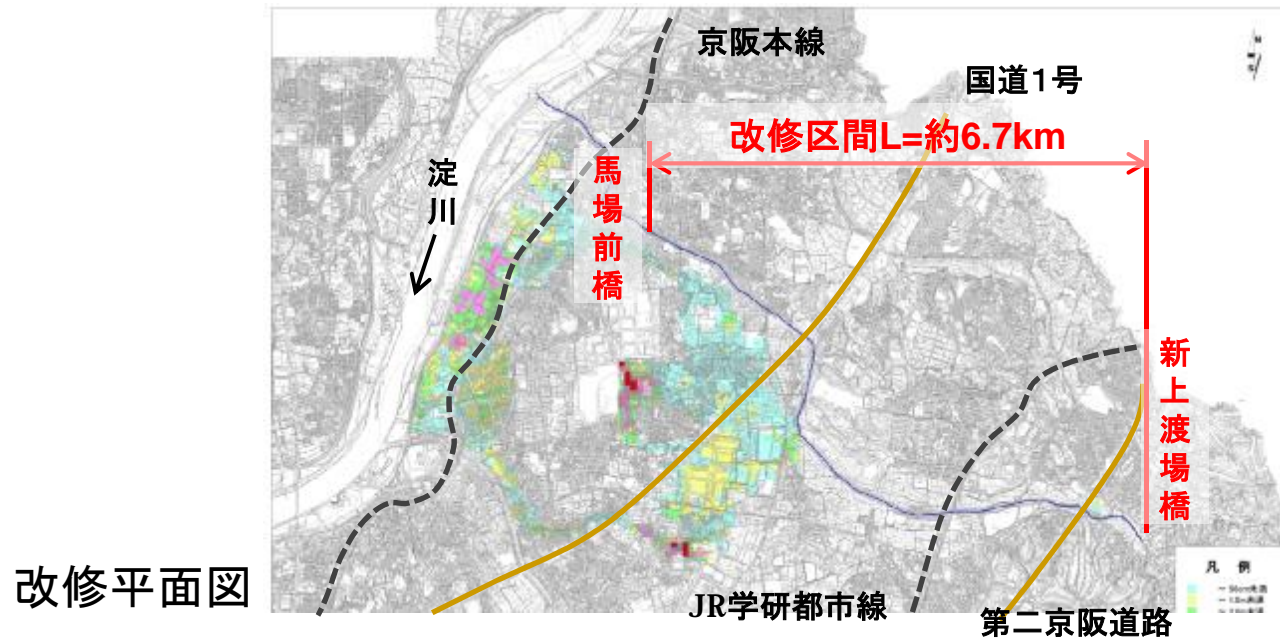 京阪本線
国道1号
改修区間L=約6.7km
淀川
馬場前橋
新上渡場橋
凡 例
改修平面図
JR学研都市線
第二京阪道路